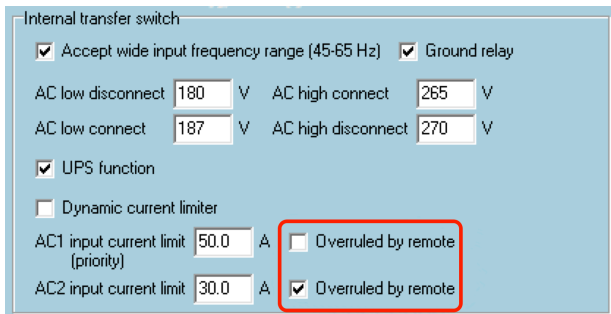 Internal transfer switch
Accept wide input frequency range (45-65 Hz) Ground relay
AC low disconnect 180 V AC high connect 265 V
AC low connect 187 V AC high disconnect 270 V
UPS function
Dynamic current limiter
AC1 input current limit 50.0 A Overruled by remote
(priority)
AC2 input current limit 30.0 A Overruled by remote